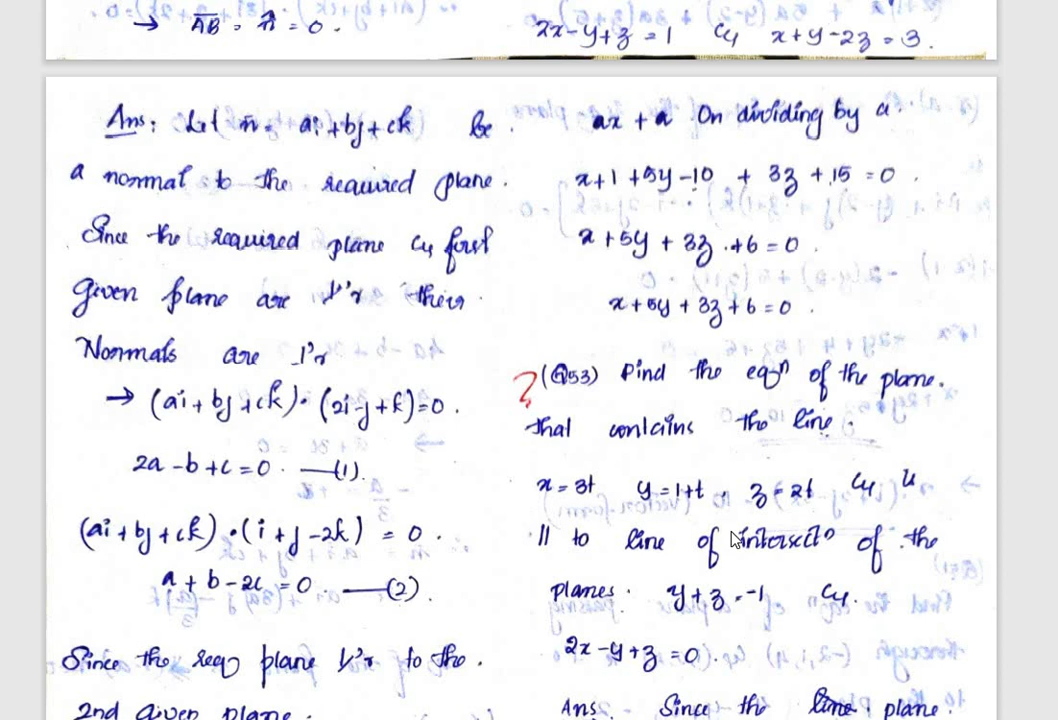 → AB . n = 0 .
2x-y+z = 1 & x+y-2z = 3.
Ans: Let n = ai+bj+ck be
a normal to the required plane.
Since the required plane & first
given plane are ⊥'r their
Normals are ⊥'r
→ (ai+bj+ck)·(2i-j+k)=0.
2a-b+c=0. —(1).
(ai+bj+ck)·(i+j-2k) = 0.
a+b-2c=0 —(2).
Since the req plane ⊥'r to the
2nd given plane.
ax + a On dividing by a.
x+1+5y-10 + 3z+15=0.
x+5y+3z+6=0.
x+5y+3z+6=0.
(Q53) Find the eqⁿ of the plane.
that contains the line.
x=3t y=1+t, z=2t &
|| to line of of the
planes. y+z=-1 &.
2x-y+z=0
Ans. Since the line plane.